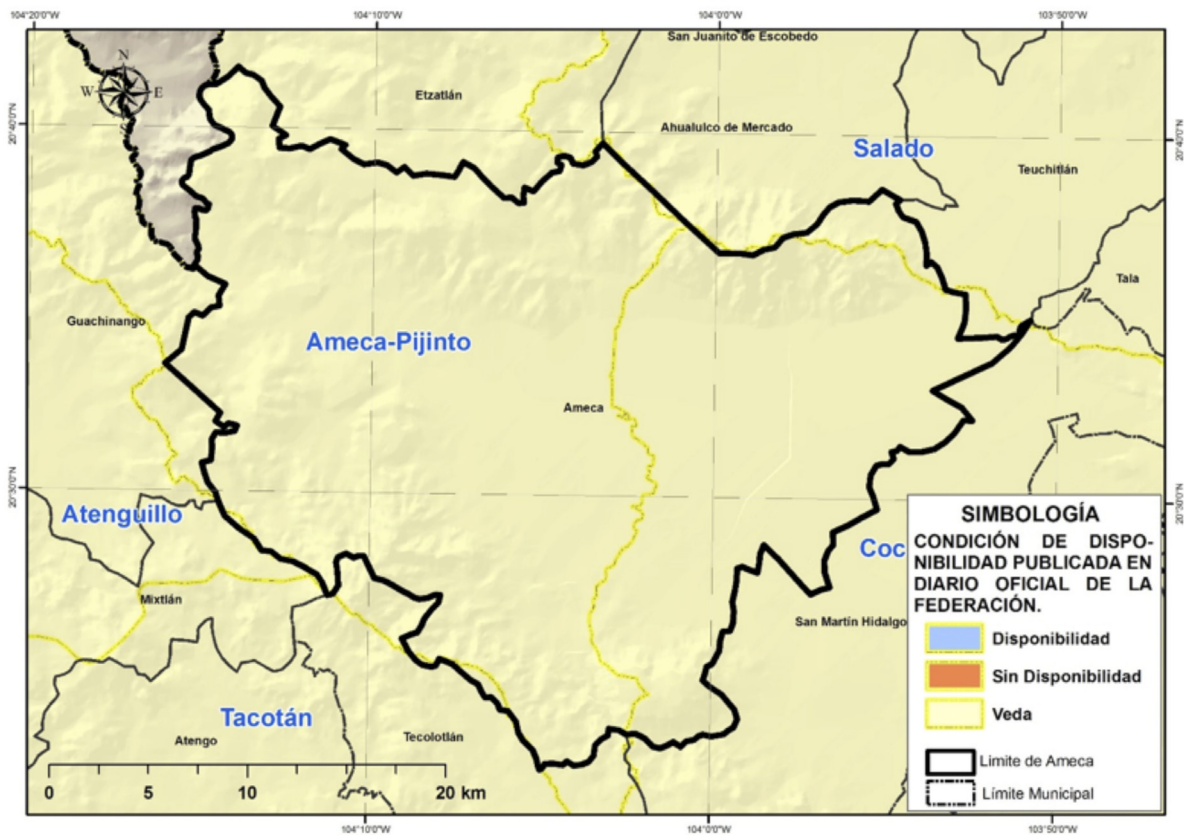 104°20'0"W
104°10'0"W
104°0'0"W
103°50'0"W
San Juanito de Escobedo
N
W
E
S
Etzatlán
20°40'0"N
Ahualulco de Mercado
20°40'0"N
Salado
Teuchitlán
Tala
Guachinango
Ameca-Pijinto
Ameca
20°30'0"N
20°30'0"N
Atenguillo
Coc
Mixtlán
San Martín Hidalgo
Tacotán
Atengo
Tecolotlán
0 5 10 20 km
SIMBOLOGÍA
CONDICIÓN DE DISPO-
NIBILIDAD PUBLICADA EN
DIARIO OFICIAL DE LA
FEDERACIÓN.
Disponibilidad
Sin Disponibilidad
Veda
Limite de Ameca
Límite Municipal
104°10'0"W
104°0'0"W
103°50'0"W